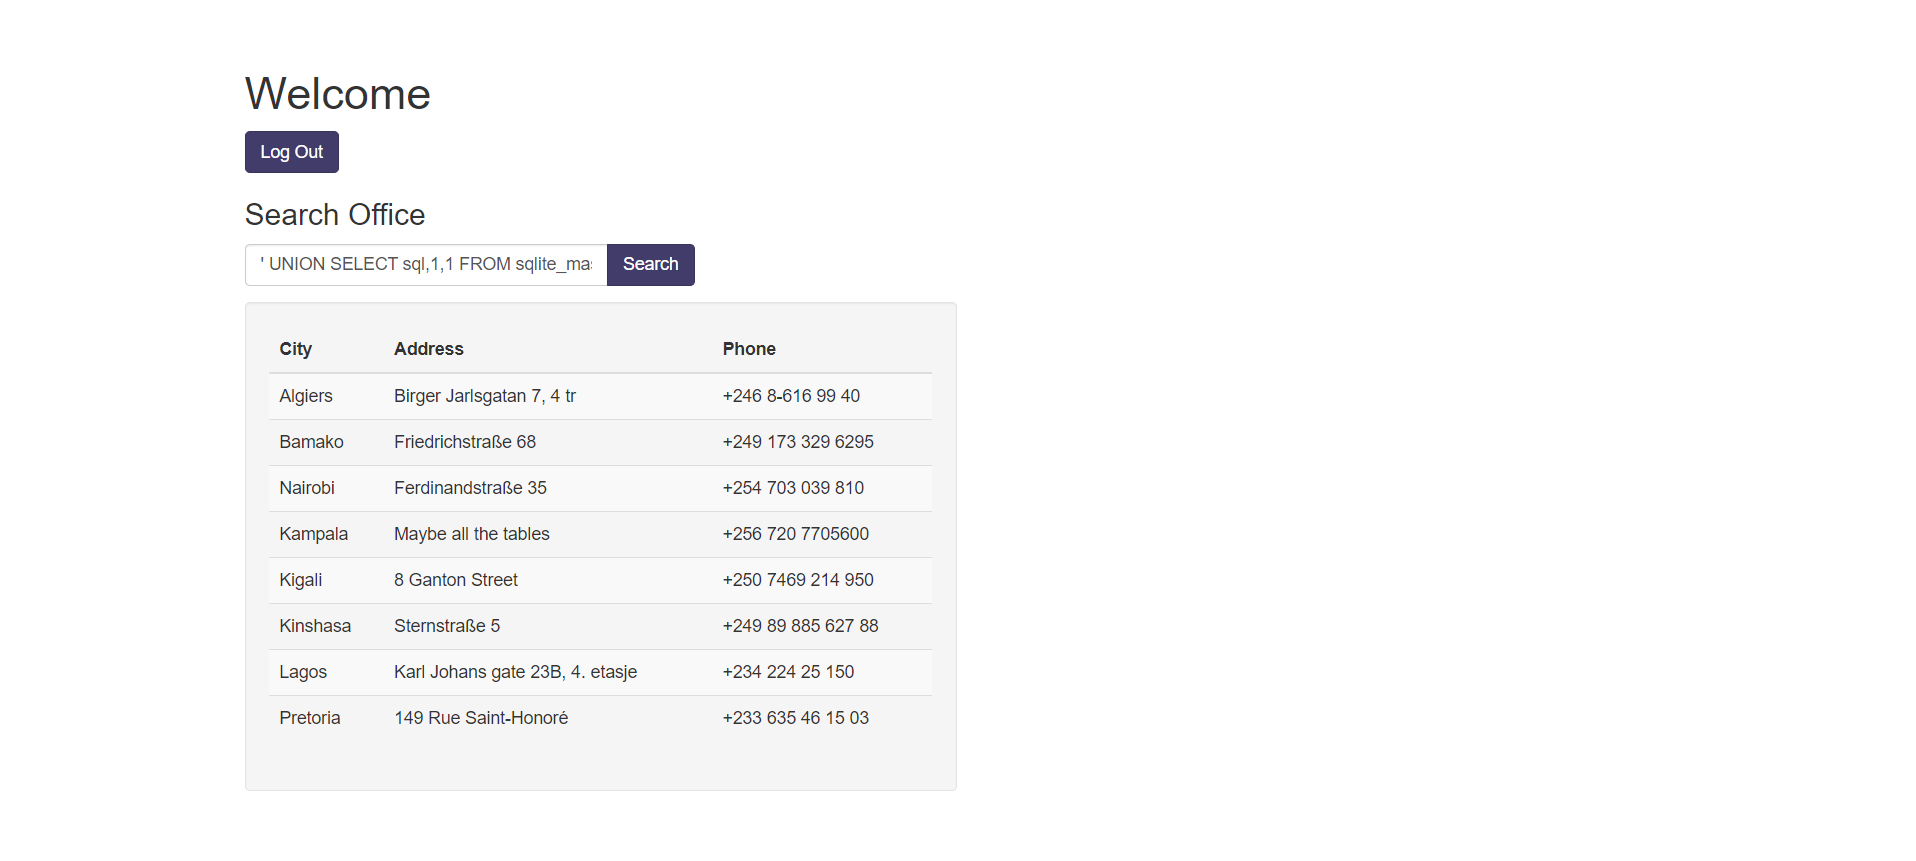 Welcome
Log Out
Search Office
' UNION SELECT sql,1,1 FROM sqlite_ma
Search
City Address Phone
Algiers Birger Jarlsgatan 7, 4 tr +246 8-616 99 40
Bamako Friedrichstraße 68 +249 173 329 6295
Nairobi Ferdinandstraße 35 +254 703 039 810
Kampala Maybe all the tables +256 720 7705600
Kigali 8 Ganton Street +250 7469 214 950
Kinshasa Sternstraße 5 +249 89 885 627 88
Lagos Karl Johans gate 23B, 4. etasje +234 224 25 150
Pretoria 149 Rue Saint-Honoré +233 635 46 15 03